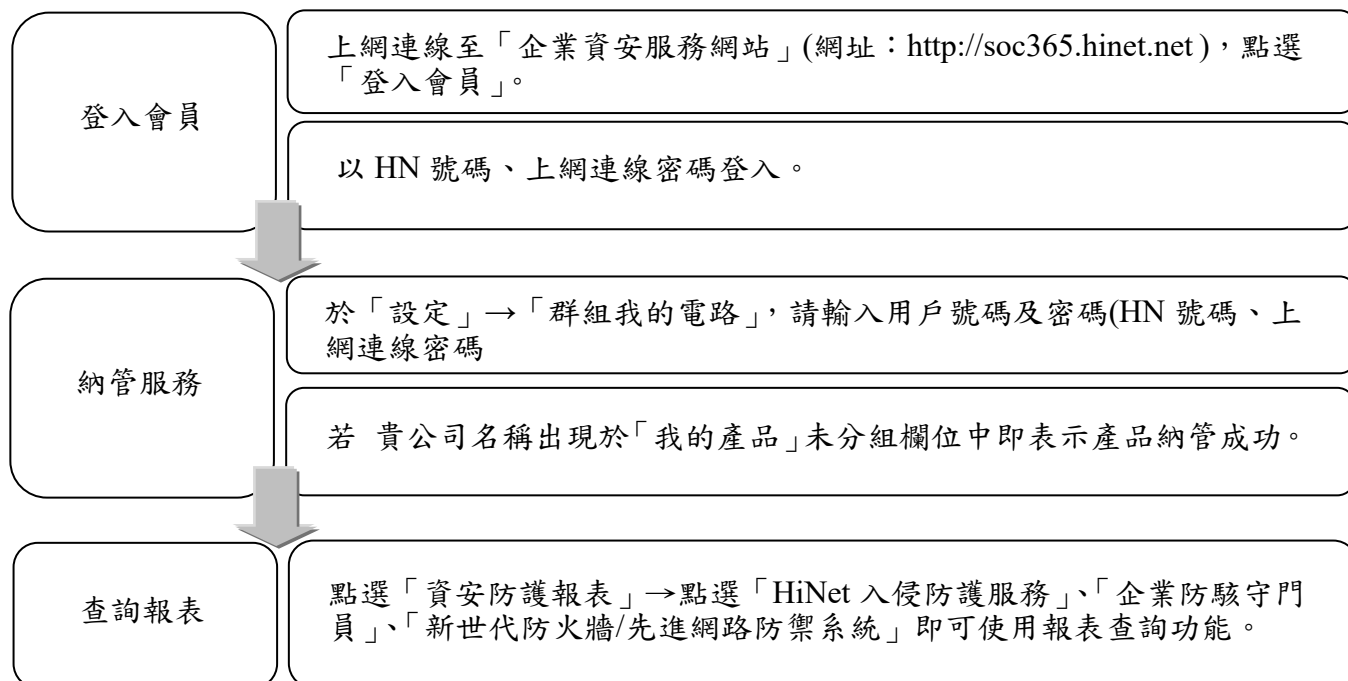 登入會員
上網連線至「企業資安服務網站」(網址：http://soc365.hinet.net )，點選
「登入會員」。
以 HN 號碼、上網連線密碼登入。
納管服務
於「設定」→「群組我的電路」，請輸入用戶號碼及密碼(HN 號碼、上
網連線密碼
若 貴公司名稱出現於「我的產品」未分組欄位中即表示產品納管成功。
查詢報表
點選「資安防護報表」→點選「HiNet 入侵防護服務」、「企業防駭守門
員」、「新世代防火牆/先進網路防禦系統」即可使用報表查詢功能。